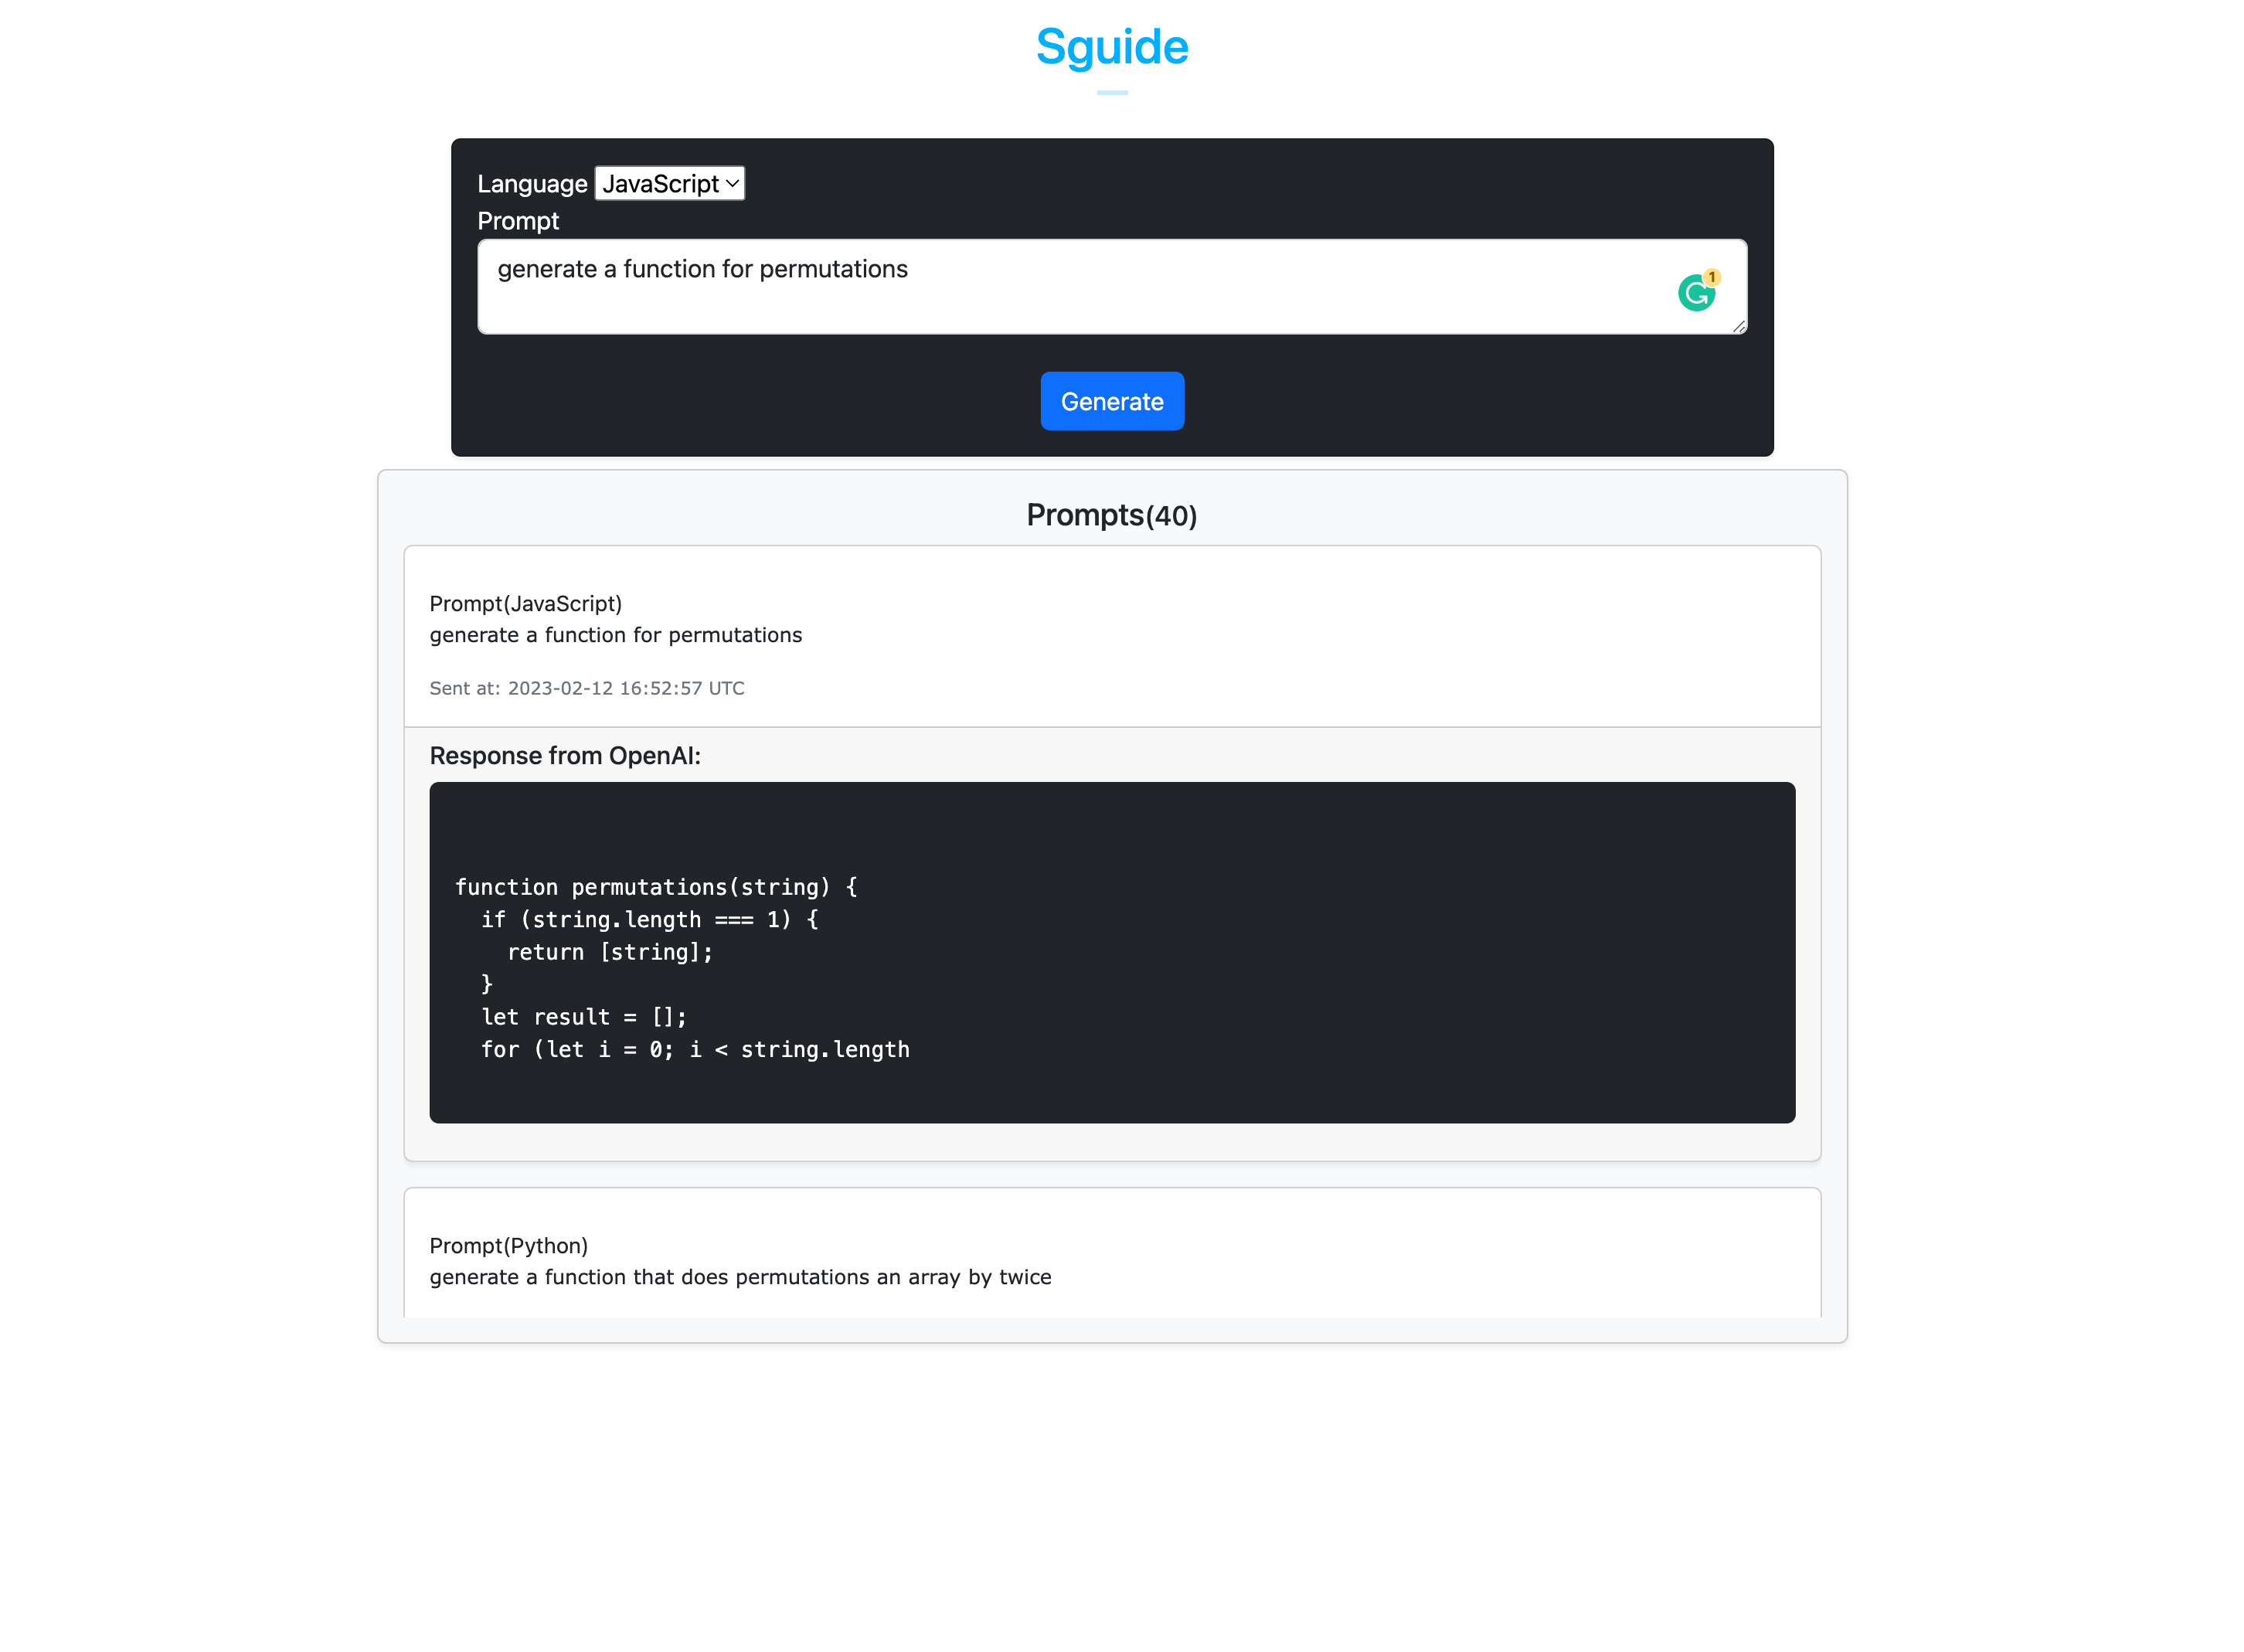 Sguide
Language JavaScript
Prompt
generate a function for permutations
1
Generate
Prompts(40)
Prompt(JavaScript)
generate a function for permutations
Sent at: 2023-02-12 16:52:57 UTC
Response from OpenAI:
function permutations(string) {
  if (string.length === 1) {
    return [string];
  }
  let result = [];
  for (let i = 0; i < string.length
Prompt(Python)
generate a function that does permutations an array by twice